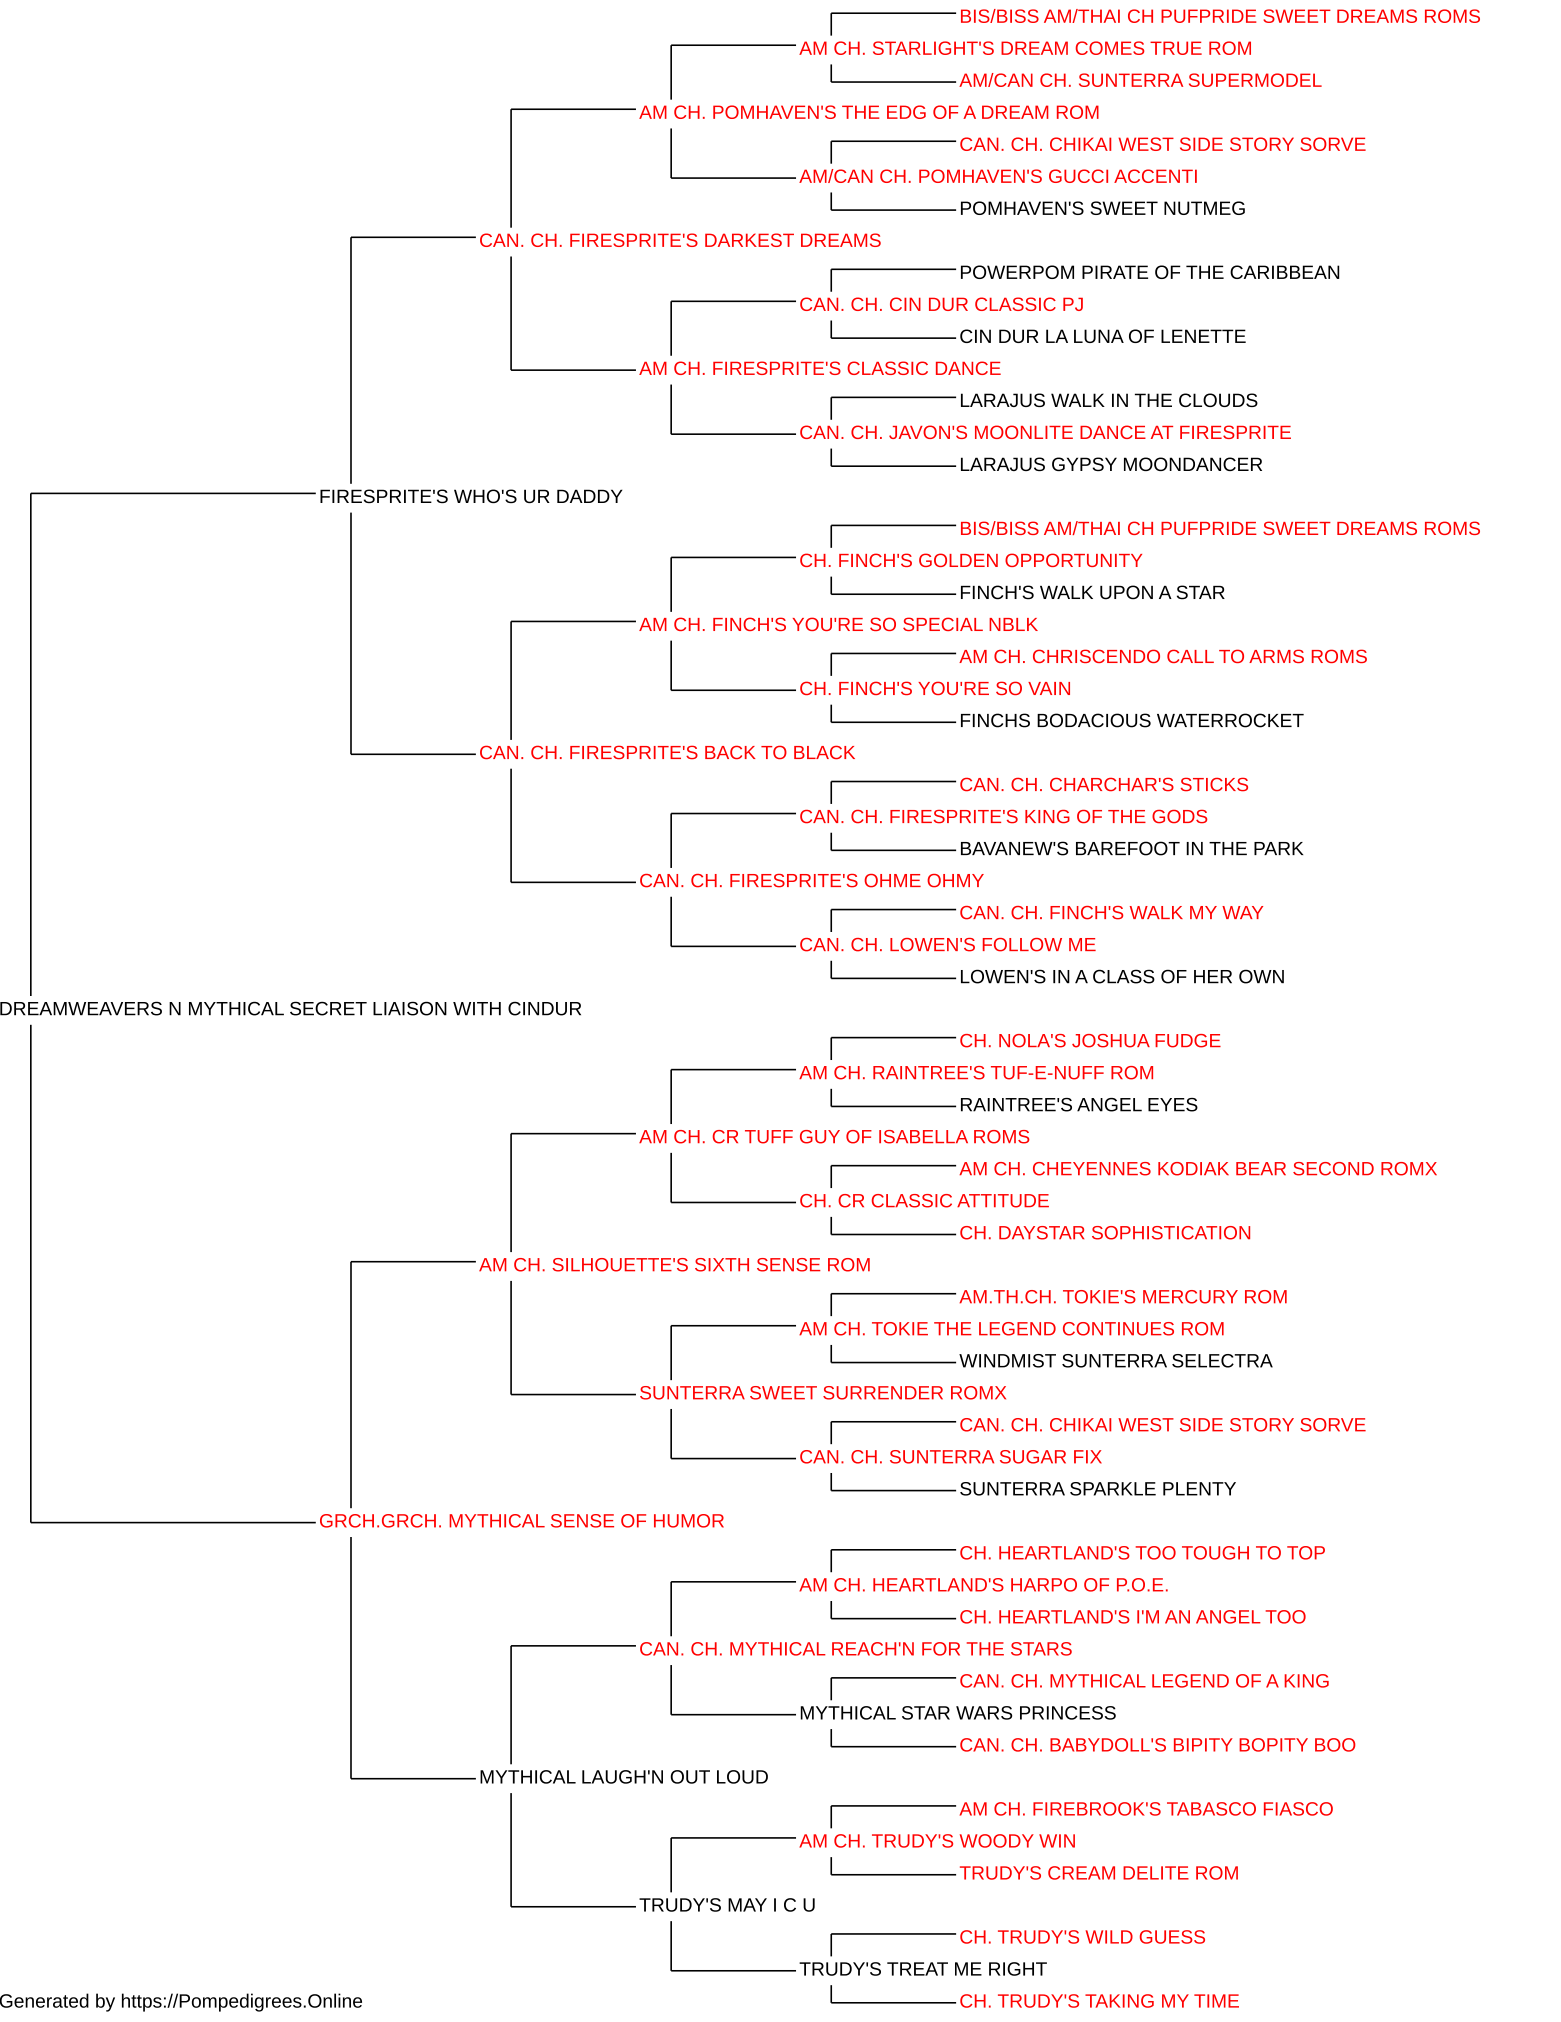 BIS/BISS AM/THAI CH PUFPRIDE SWEET DREAMS ROMS
AM CH. STARLIGHT'S DREAM COMES TRUE ROM
AM/CAN CH. SUNTERRA SUPERMODEL
AM CH. POMHAVEN'S THE EDG OF A DREAM ROM
CAN. CH. CHIKAI WEST SIDE STORY SORVE
AM/CAN CH. POMHAVEN'S GUCCI ACCENTI
POMHAVEN'S SWEET NUTMEG
CAN. CH. FIRESPRITE'S DARKEST DREAMS
POWERPOM PIRATE OF THE CARIBBEAN
CAN. CH. CIN DUR CLASSIC PJ
CIN DUR LA LUNA OF LENETTE
AM CH. FIRESPRITE'S CLASSIC DANCE
LARAJUS WALK IN THE CLOUDS
CAN. CH. JAVON'S MOONLITE DANCE AT FIRESPRITE
LARAJUS GYPSY MOONDANCER
FIRESPRITE'S WHO'S UR DADDY
BIS/BISS AM/THAI CH PUFPRIDE SWEET DREAMS ROMS
CH. FINCH'S GOLDEN OPPORTUNITY
FINCH'S WALK UPON A STAR
AM CH. FINCH'S YOU'RE SO SPECIAL NBLK
AM CH. CHRISCENDO CALL TO ARMS ROMS
CH. FINCH'S YOU'RE SO VAIN
FINCHS BODACIOUS WATERROCKET
CAN. CH. FIRESPRITE'S BACK TO BLACK
CAN. CH. CHARCHAR'S STICKS
CAN. CH. FIRESPRITE'S KING OF THE GODS
BAVANEW'S BAREFOOT IN THE PARK
CAN. CH. FIRESPRITE'S OHME OHMY
CAN. CH. FINCH'S WALK MY WAY
CAN. CH. LOWEN'S FOLLOW ME
LOWEN'S IN A CLASS OF HER OWN
DREAMWEAVERS N MYTHICAL SECRET LIAISON WITH CINDUR
CH. NOLA'S JOSHUA FUDGE
AM CH. RAINTREE'S TUF-E-NUFF ROM
RAINTREE'S ANGEL EYES
AM CH. CR TUFF GUY OF ISABELLA ROMS
AM CH. CHEYENNES KODIAK BEAR SECOND ROMX
CH. CR CLASSIC ATTITUDE
CH. DAYSTAR SOPHISTICATION
AM CH. SILHOUETTE'S SIXTH SENSE ROM
AM.TH.CH. TOKIE'S MERCURY ROM
AM CH. TOKIE THE LEGEND CONTINUES ROM
WINDMIST SUNTERRA SELECTRA
SUNTERRA SWEET SURRENDER ROMX
CAN. CH. CHIKAI WEST SIDE STORY SORVE
CAN. CH. SUNTERRA SUGAR FIX
SUNTERRA SPARKLE PLENTY
GRCH.GRCH. MYTHICAL SENSE OF HUMOR
CH. HEARTLAND'S TOO TOUGH TO TOP
AM CH. HEARTLAND'S HARPO OF P.O.E.
CH. HEARTLAND'S I'M AN ANGEL TOO
CAN. CH. MYTHICAL REACH'N FOR THE STARS
CAN. CH. MYTHICAL LEGEND OF A KING
MYTHICAL STAR WARS PRINCESS
CAN. CH. BABYDOLL'S BIPITY BOPITY BOO
MYTHICAL LAUGH'N OUT LOUD
AM CH. FIREBROOK'S TABASCO FIASCO
AM CH. TRUDY'S WOODY WIN
TRUDY'S CREAM DELITE ROM
TRUDY'S MAY I C U
CH. TRUDY'S WILD GUESS
TRUDY'S TREAT ME RIGHT
CH. TRUDY'S TAKING MY TIME
Generated by https://Pompedigrees.Online